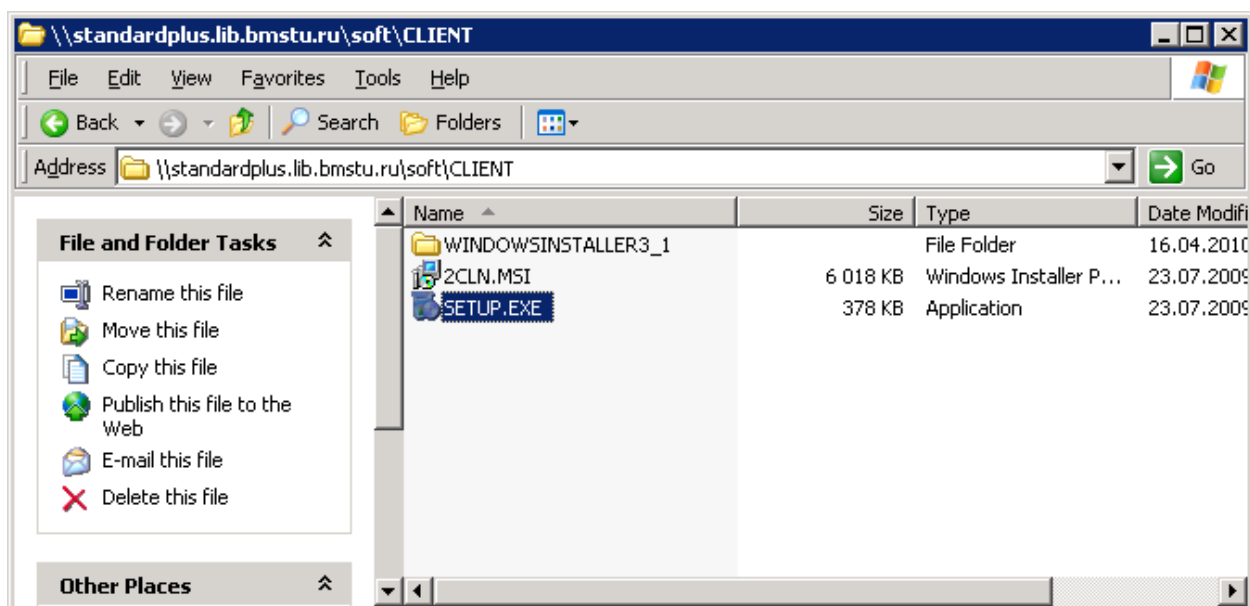 \\standardplus.lib.bmstu.ru\soft\CLIENT
File Edit View Favorites Tools Help
Back Search Folders
Address \\standardplus.lib.bmstu.ru\soft\CLIENT Go
Name Size Type Date Modifi
File and Folder Tasks
WINDOWSINSTALLER3_1 File Folder 16.04.2010
2CLN.MSI 6 018 KB Windows Installer P... 23.07.2009
SETUP.EXE 378 KB Application 23.07.2009
Rename this file
Move this file
Copy this file
Publish this file to the
Web
E-mail this file
Delete this file
Other Places